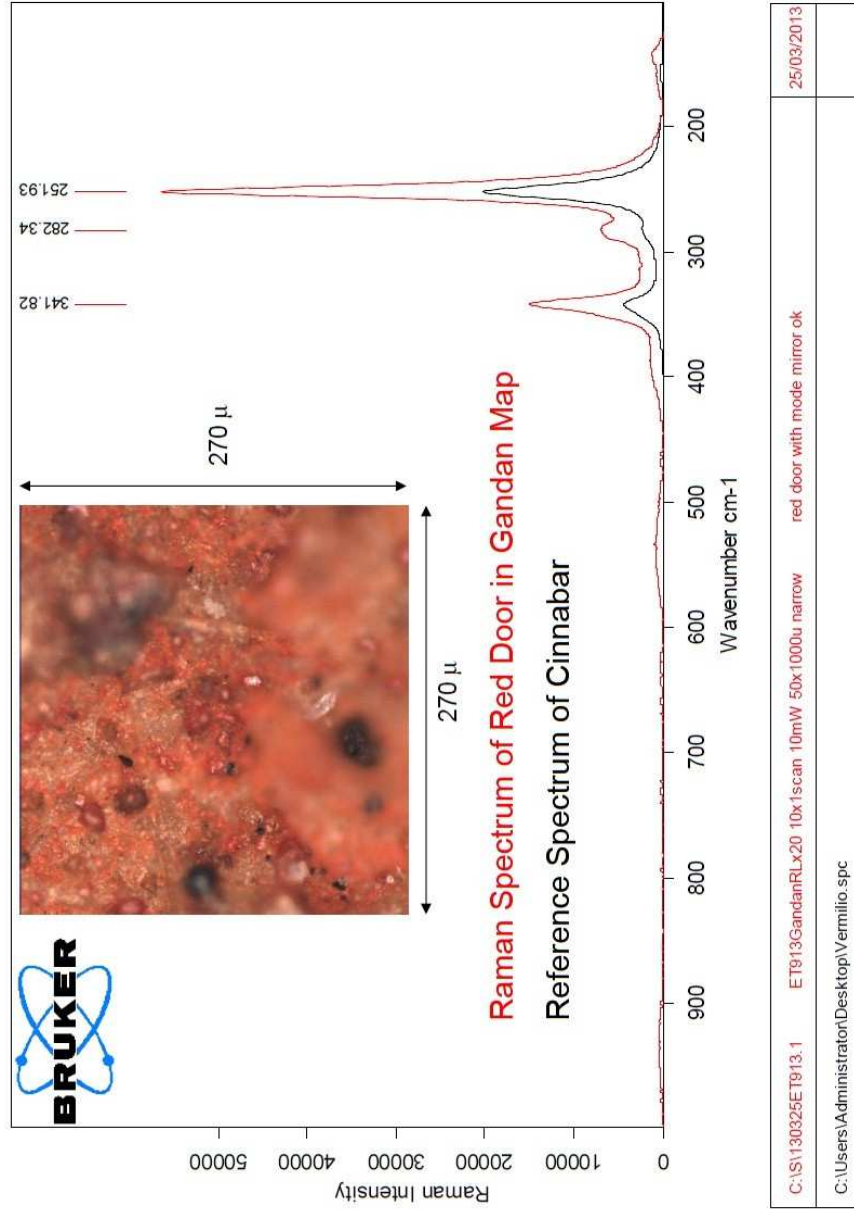 BRUKER
251.93
282.34
341.82
270 µ
270 µ
Raman Spectrum of Red Door in Gandan Map
Reference Spectrum of Cinnabar
Raman Intensity
50000
40000
30000
20000
10000
0
900
800
700
600
500
400
300
200
Wavenumber cm-1
C:\S\130325ET913.1 ET913GandanRLx20 10x1scan 10mW 50x1000u narrow red door with mode mirror ok 25/03/2013
C:\Users\Administrator\Desktop\Vermilio.spc